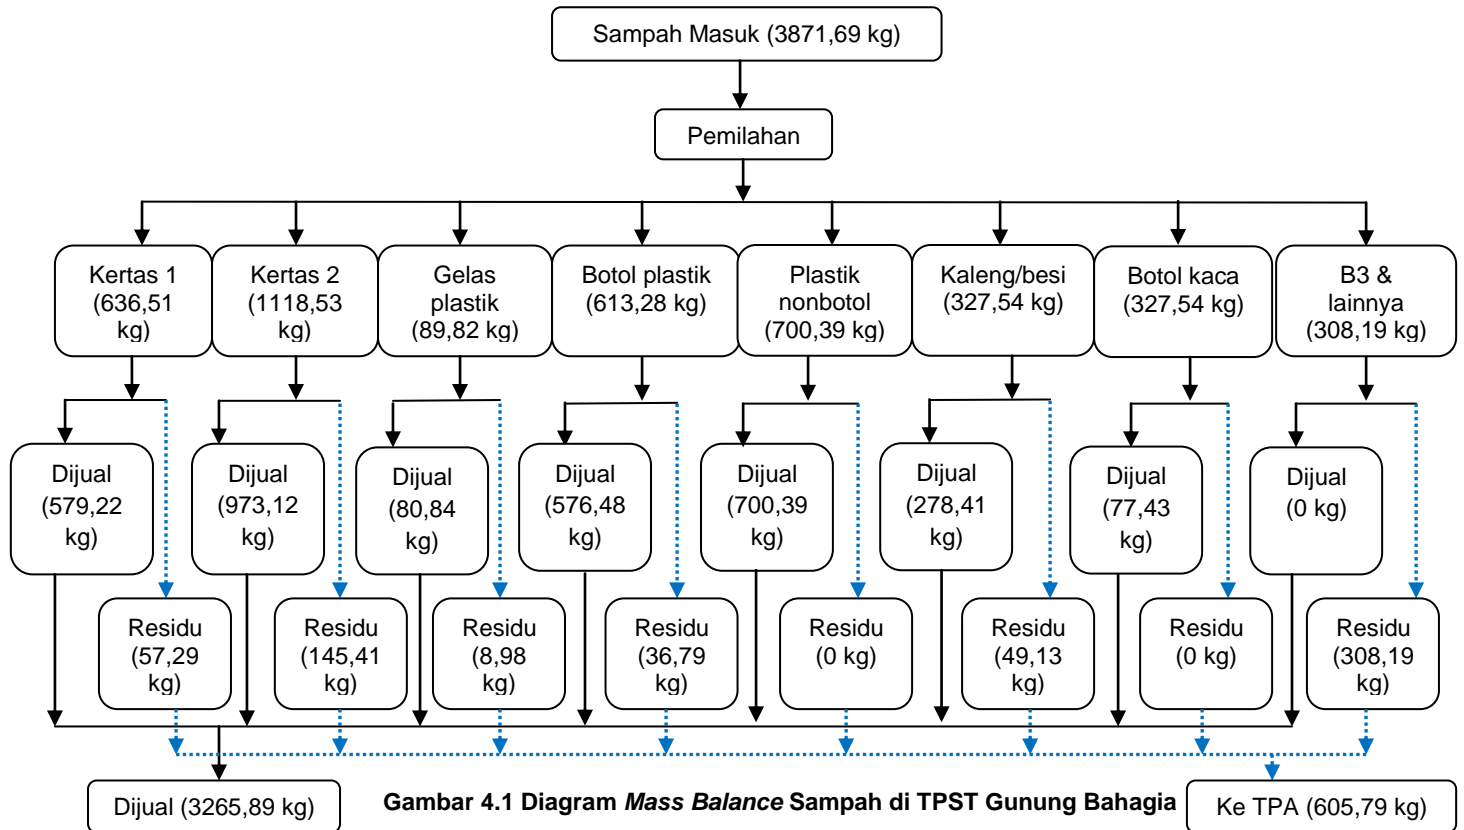 Sampah Masuk (3871,69 kg)
Pemilahan
Kertas 1
(636,51
kg)
Kertas 2
(1118,53
kg)
Gelas
plastik
(89,82 kg)
Botol plastik
(613,28 kg)
Plastik
nonbotol
(700,39 kg)
Kaleng/besi
(327,54 kg)
Botol kaca
(327,54 kg)
B3 &
lainnya
(308,19 kg)
Dijual
(579,22
kg)
Dijual
(973,12
kg)
Dijual
(80,84
kg)
Dijual
(576,48
kg)
Dijual
(700,39
kg)
Dijual
(278,41
kg)
Dijual
(77,43
kg)
Dijual
(0 kg)
Residu
(57,29
kg)
Residu
(145,41
kg)
Residu
(8,98
kg)
Residu
(36,79
kg)
Residu
(0 kg)
Residu
(49,13
kg)
Residu
(0 kg)
Residu
(308,19
kg)
Dijual (3265,89 kg)
Gambar 4.1 Diagram Mass Balance Sampah di TPST Gunung Bahagia
Ke TPA (605,79 kg)